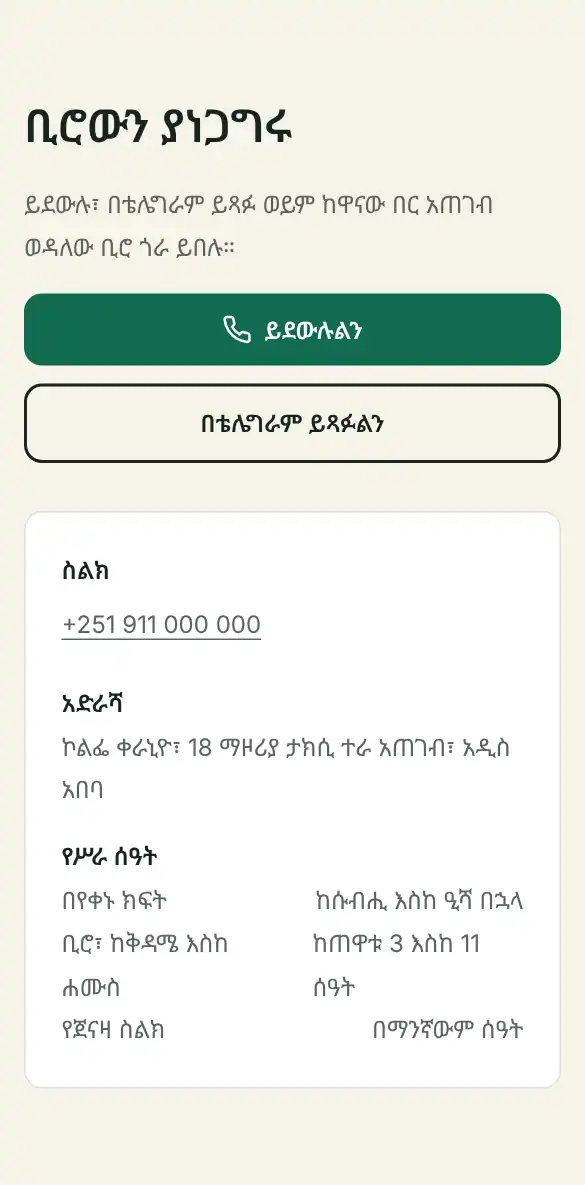 ቢሮውን ያነጋግሩ
ይደውሉ፣ በቴሌግራም ይጻፉ ወይም ከዋናው በር አጠገብ
ወዳለው ቢሮ ጎራ ይበሉ።
ይደውሉልን
በቴሌግራም ይጻፉልን
ስልክ
+251 911 000 000
አድራሻ
ኮልፌ ቀራኒዮ፣ 18 ማዞሪያ ታክሲ ተራ አጠገብ፣ አዲስ
አበባ
የሥራ ሰዓት
በየቀኑ ክፍት ከሱብሒ እስከ ዒሻ በኋላ
ቢሮ፣ ከቅዳሜ እስከ ከጠዋቱ 3 እስከ 11
ሐሙስ ሰዓት
የጀናዛ ስልክ በማንኛውም ሰዓት